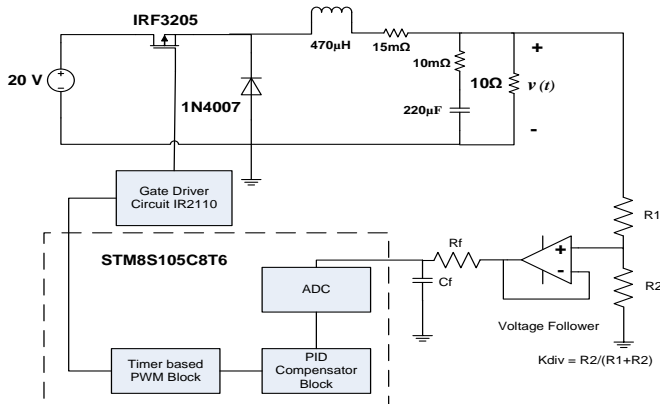 IRF3205
470μH
15mΩ
10mΩ
20 V
1N4007
220μF
10Ω
+
v (t)
-
Gate Driver
Circuit IR2110
STM8S105C8T6
ADC
Timer based
PWM Block
PID
Compensator
Block
Rf
Cf
+
-
Voltage Follower
R1
R2
Kdiv = R2/(R1+R2)